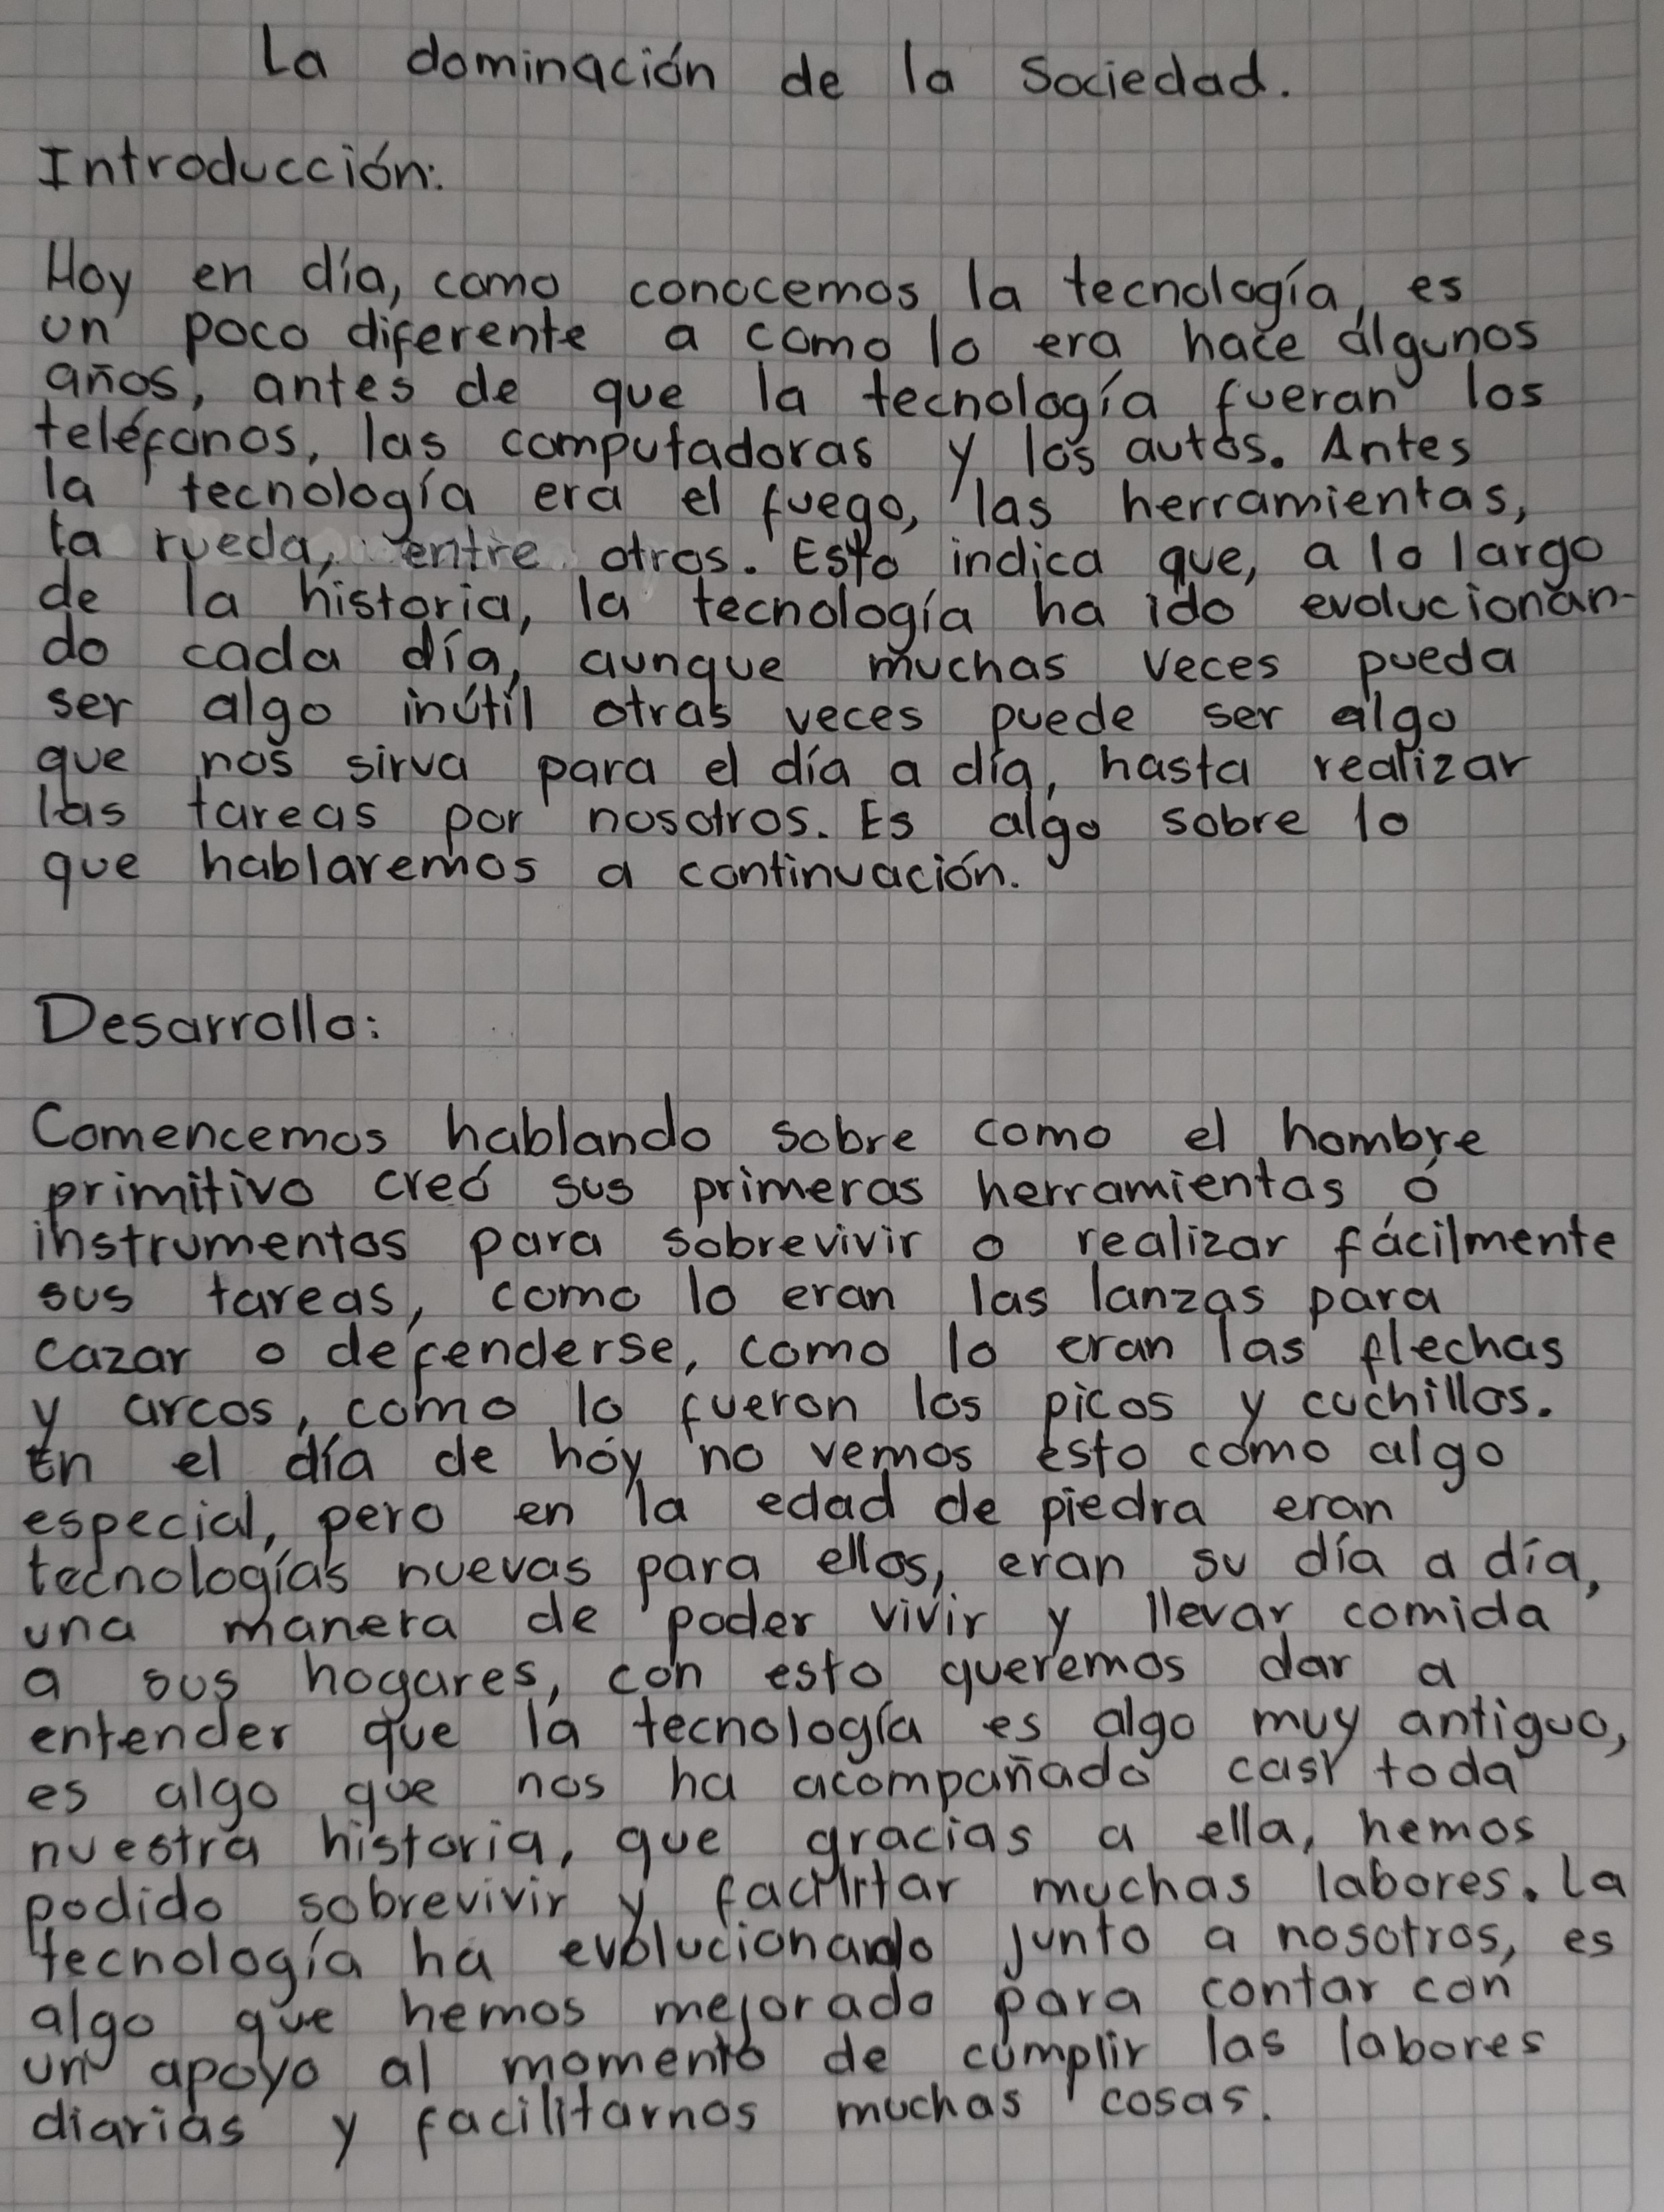 La dominación de la Sociedad.
Introducción:
Hoy en día, como conocemos la tecnología, es
un poco diferente a como lo era hace algunos
años, antes de que la tecnología fueran los
teléfonos, las computadoras y los autos. Antes
la tecnología era el fuego, las herramientas,
la rueda, entre otros. Esto indica que, a lo largo
de la historia, la tecnología ha ido evolucionan-
do cada día, aunque muchas veces pueda
ser algo inútil otras veces puede ser algo
que nos sirva para el día a día, hasta realizar
las tareas por nosotros. Es algo sobre lo
que hablaremos a continuación.
Desarrollo:
Comencemos hablando sobre como el hombre
primitivo creó sus primeras herramientas ó
instrumentos para sobrevivir o realizar fácilmente
sus tareas, como lo eran las lanzas para
cazar o defenderse, como lo eran las flechas
y arcos, como lo fueron los picos y cuchillos.
En el día de hoy no vemos esto como algo
especial, pero en la edad de piedra eran
tecnologías nuevas para ellos, eran su día a día,
una manera de poder vivir y llevar comida
a sus hogares, con esto queremos dar a
entender que la tecnología es algo muy antiguo,
es algo que nos ha acompañado casi toda
nuestra historia, que gracias a ella, hemos
podido sobrevivir y facilitar muchas labores. La
tecnología ha evolucionando junto a nosotros, es
algo que hemos mejorado para contar con
un apoyo al momento de cumplir las labores
diarias y facilitarnos muchas cosas.